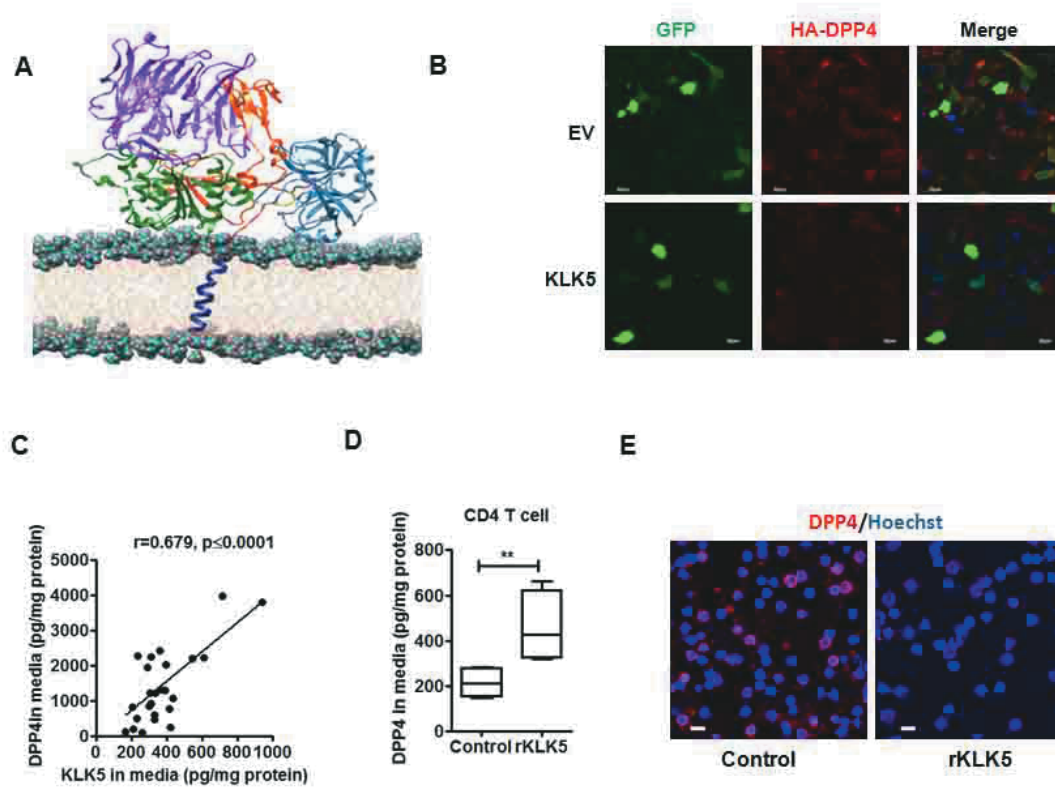 A
B
GFP
HA-DPP4
Merge
EV
KLK5
C
D
E
r=0.679, p≤0.0001
DPP4In media (pg/mg protein)
5000
4000
3000
2000
1000
0
0 200 400 600 800 1000
KLK5 in media (pg/mg protein)
CD4 T cell
**
DPP4 In media (pg/mg protein)
800
600
400
200
0
Control rKLK5
DPP4/Hoechst
Control
rKLK5